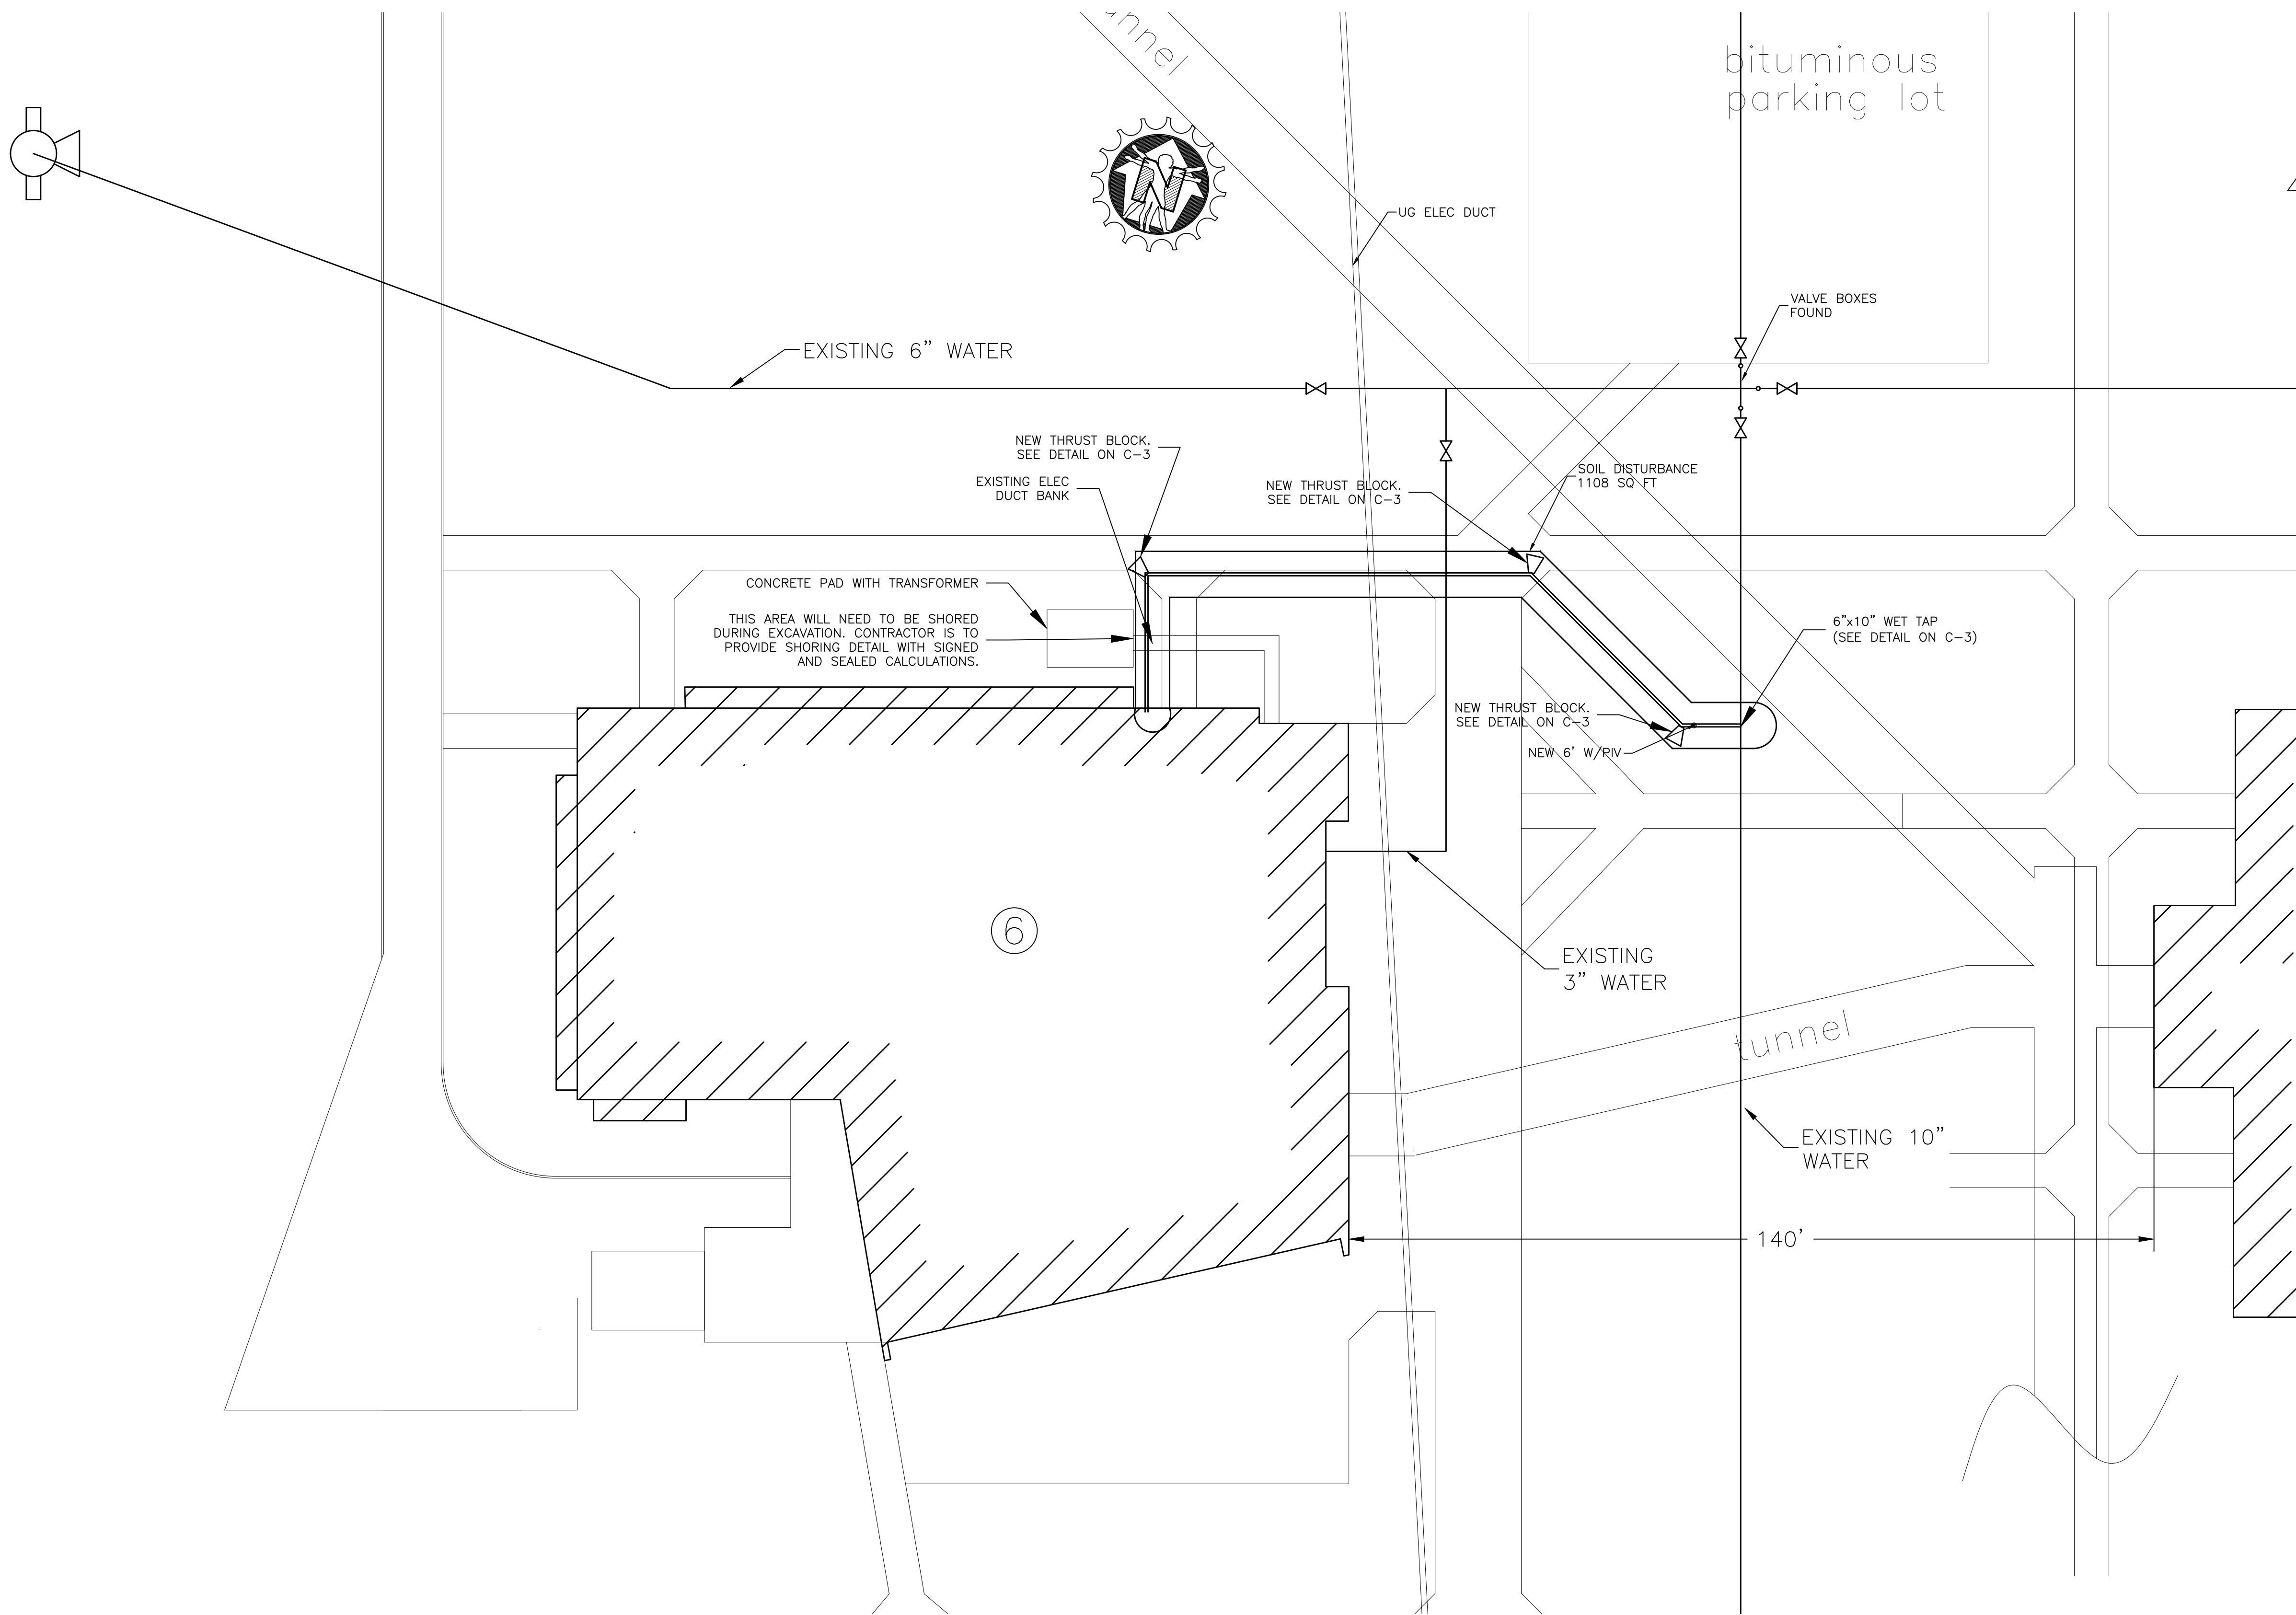 unnel
bituminous
parking lot
N
UG ELEC DUCT
VALVE BOXES
FOUND
EXISTING 6” WATER
NEW THRUST BLOCK.
SEE DETAIL ON C-3
EXISTING ELEC
DUCT BANK
NEW THRUST BLOCK.
SEE DETAIL ON C-3
SOIL DISTURBANCE
1108 SQ FT
CONCRETE PAD WITH TRANSFORMER
THIS AREA WILL NEED TO BE SHORED
DURING EXCAVATION. CONTRACTOR IS TO
PROVIDE SHORING DETAIL WITH SIGNED
AND SEALED CALCULATIONS.
6”x10” WET TAP
(SEE DETAIL ON C-3)
NEW THRUST BLOCK.
SEE DETAIL ON C-3
NEW 6’ W/PIV
6
EXISTING
3” WATER
tunnel
EXISTING 10”
WATER
140’